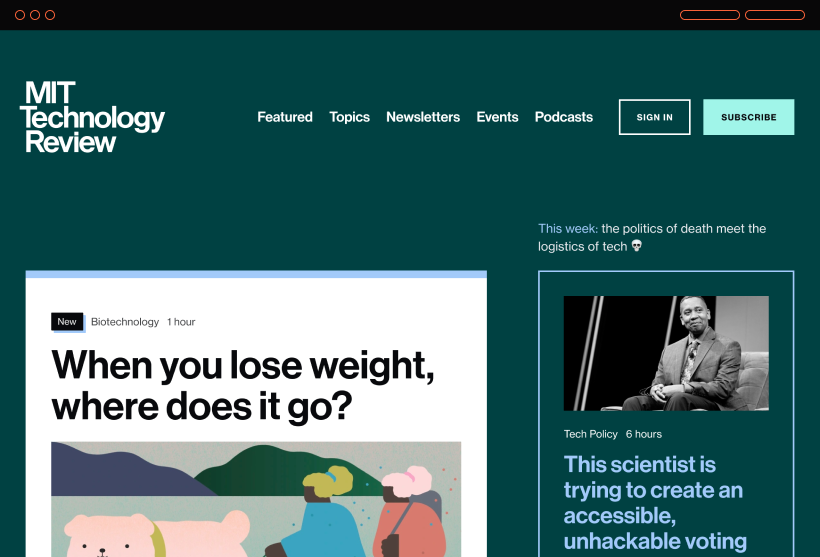 MIT
Technology
Review
Featured Topics Newsletters Events Podcasts SIGN IN SUBSCRIBE
This week: the politics of death meet the
logistics of tech 💀
New Biotechnology 1 hour
When you lose weight,
where does it go?
Tech Policy 6 hours
This scientist is
trying to create an
accessible,
unhackable voting